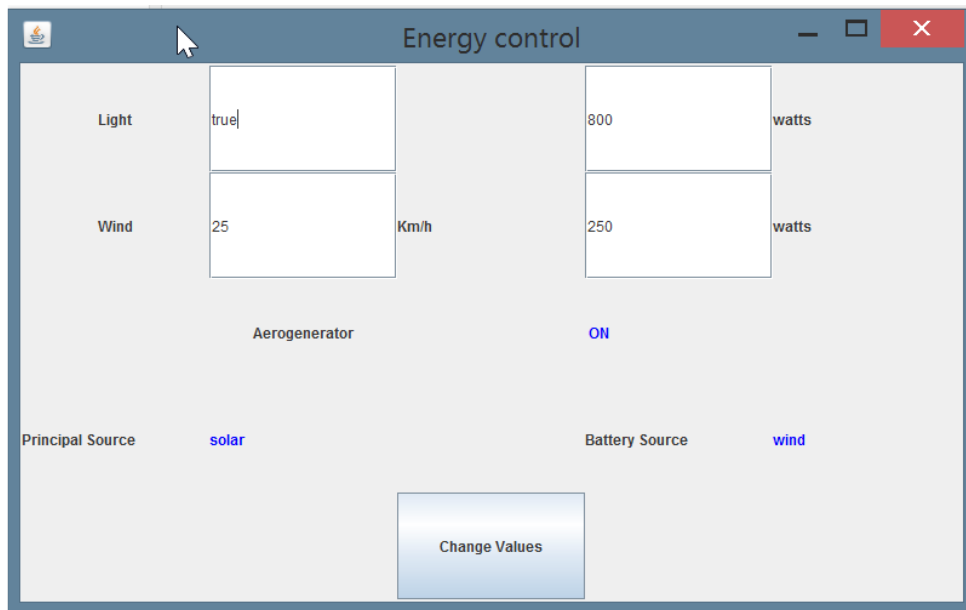 Energy control
Light true 800 watts
Wind 25 Km/h 250 watts
Aerogenerator ON
Principal Source solar Battery Source wind
Change Values